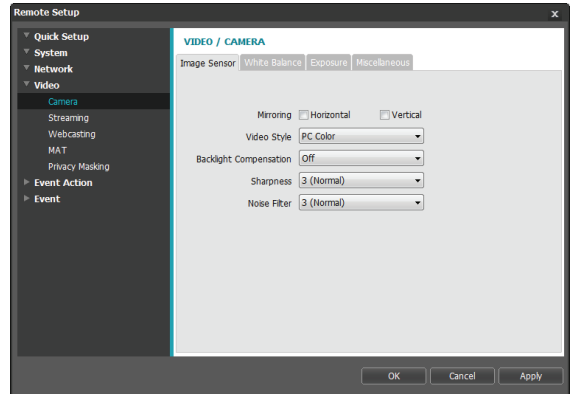 Remote Setup x
Quick Setup
System
Network
Video
Camera
Streaming
Webcasting
MAT
Privacy Masking
Event Action
Event
VIDEO / CAMERA
Image Sensor White Balance Exposure Miscellaneous
Mirroring Horizontal Vertical
Video Style PC Color
Backlight Compensation Off
Sharpness 3 (Normal)
Noise Filter 3 (Normal)
OK Cancel Apply